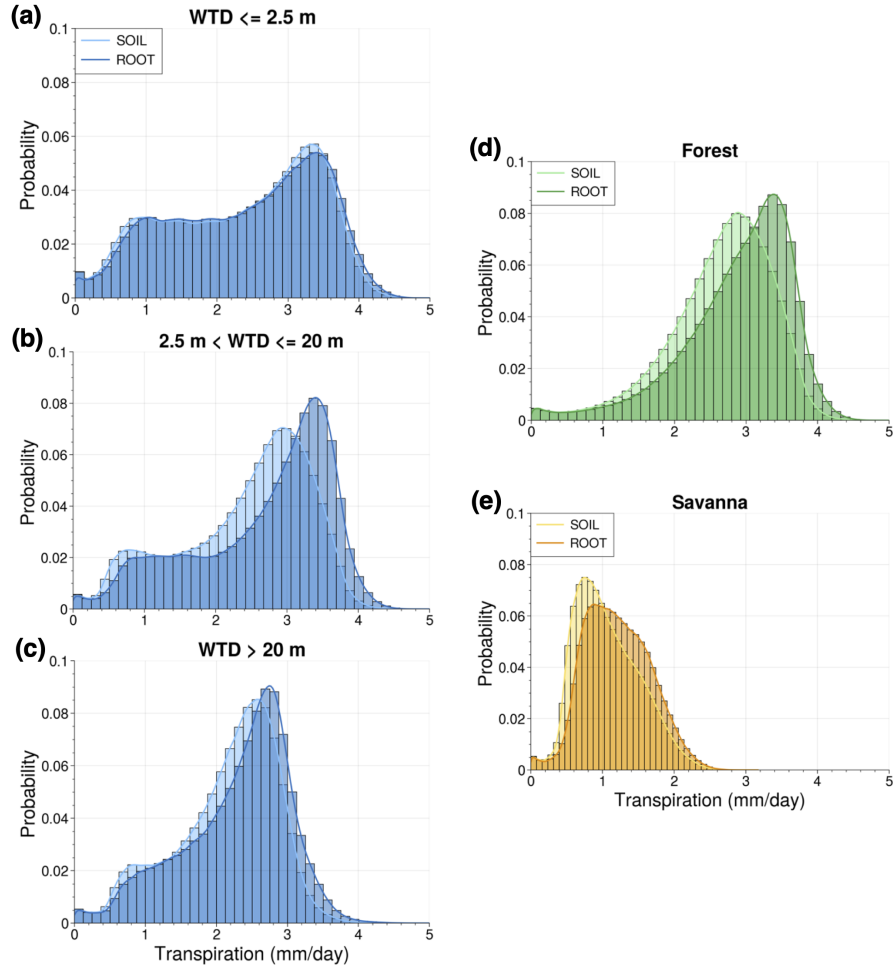 (a)
WTD <= 2.5 m
SOIL
ROOT
Probability
0.1
0.08
0.06
0.04
0.02
0
0 1 2 3 4 5
(b)
2.5 m < WTD <= 20 m
Probability
0.1
0.08
0.06
0.04
0.02
0
0 1 2 3 4 5
(c)
WTD > 20 m
Probability
0.1
0.08
0.06
0.04
0.02
0
0 1 2 3 4 5
Transpiration (mm/day)
(d)
Forest
SOIL
ROOT
Probability
0.1
0.08
0.06
0.04
0.02
0
0 1 2 3 4 5
(e)
Savanna
SOIL
ROOT
Probability
0.1
0.08
0.06
0.04
0.02
0
0 1 2 3 4 5
Transpiration (mm/day)